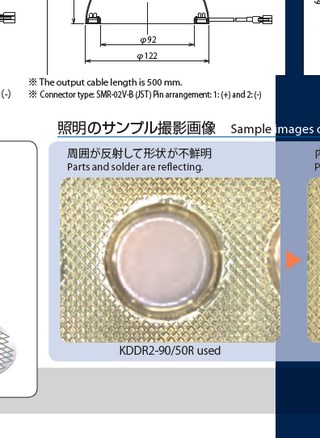 φ92
φ122
※ The output cable length is 500 mm.
(-)
※ Connector type: SMR-02V-B (JST) Pin arrangement: 1: (+) and 2: (-)
照明のサンプル撮影画像 Sample images
周囲が反射して形状が不鮮明
Parts and solder are reflecting.
KDDR2-90/50R used